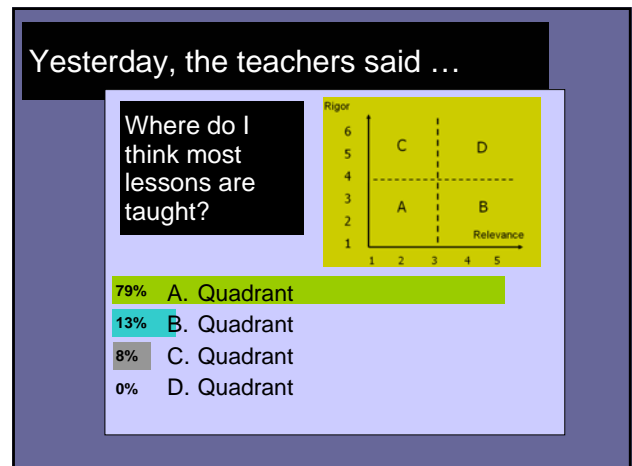 Yesterday, the teachers said …
Where do I
think most
lessons are
taught?
Rigor
6
5
4
3
2
1
C
D
A
B
Relevance
1 2 3 4 5
79% A. Quadrant
13% B. Quadrant
8% C. Quadrant
0% D. Quadrant